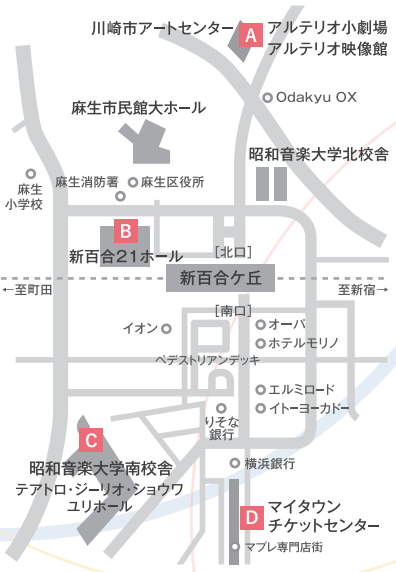 川崎市アートセンター
A
アルテリオ小劇場
アルテリオ映像館
Odakyu OX
麻生市民館大ホール
昭和音楽大学北校舎
麻生
小学校
麻生消防署
麻生区役所
B
新百合21ホール
[北口]
新百合ケ丘
←至町田
至新宿→
[南口]
イオン
オーパ
ホテルモリノ
ペデストリアンデッキ
エルミロード
イトーヨーカドー
りそな
銀行
C
昭和音楽大学南校舎
テアトロ・ジーリオ・ショウワ
ユリホール
横浜銀行
D
マイタウン
チケットセンター
マプレ専門店街